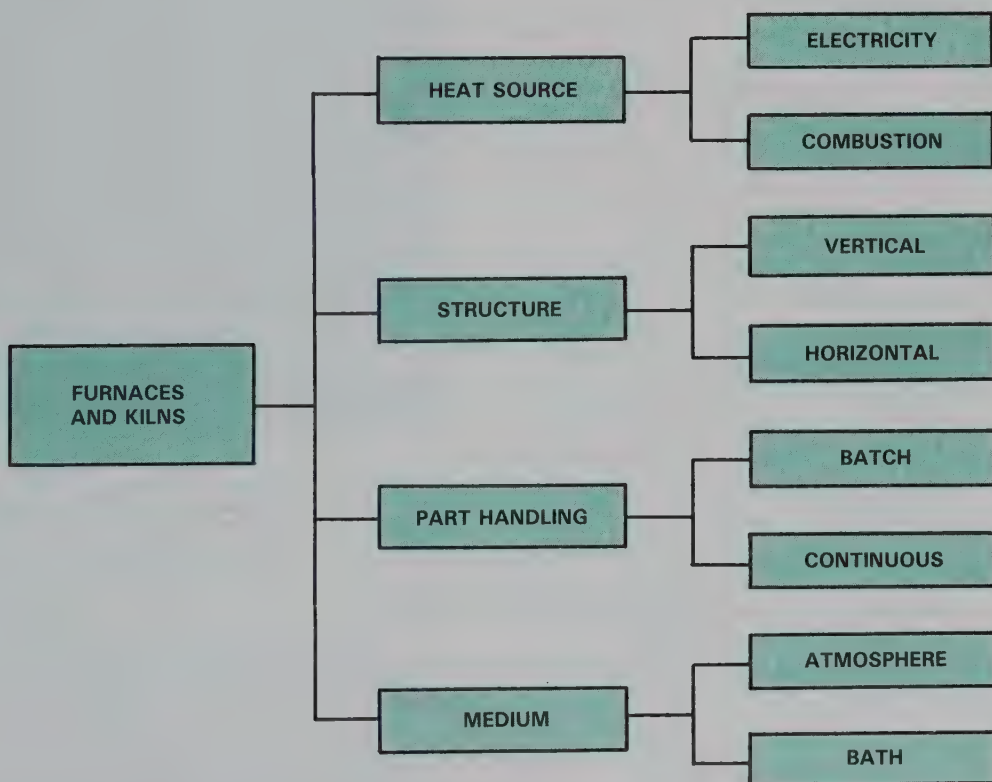 FURNACES
AND KILNS
HEAT SOURCE
ELECTRICITY
COMBUSTION
STRUCTURE
VERTICAL
HORIZONTAL
PART HANDLING
BATCH
CONTINUOUS
MEDIUM
ATMOSPHERE
BATH